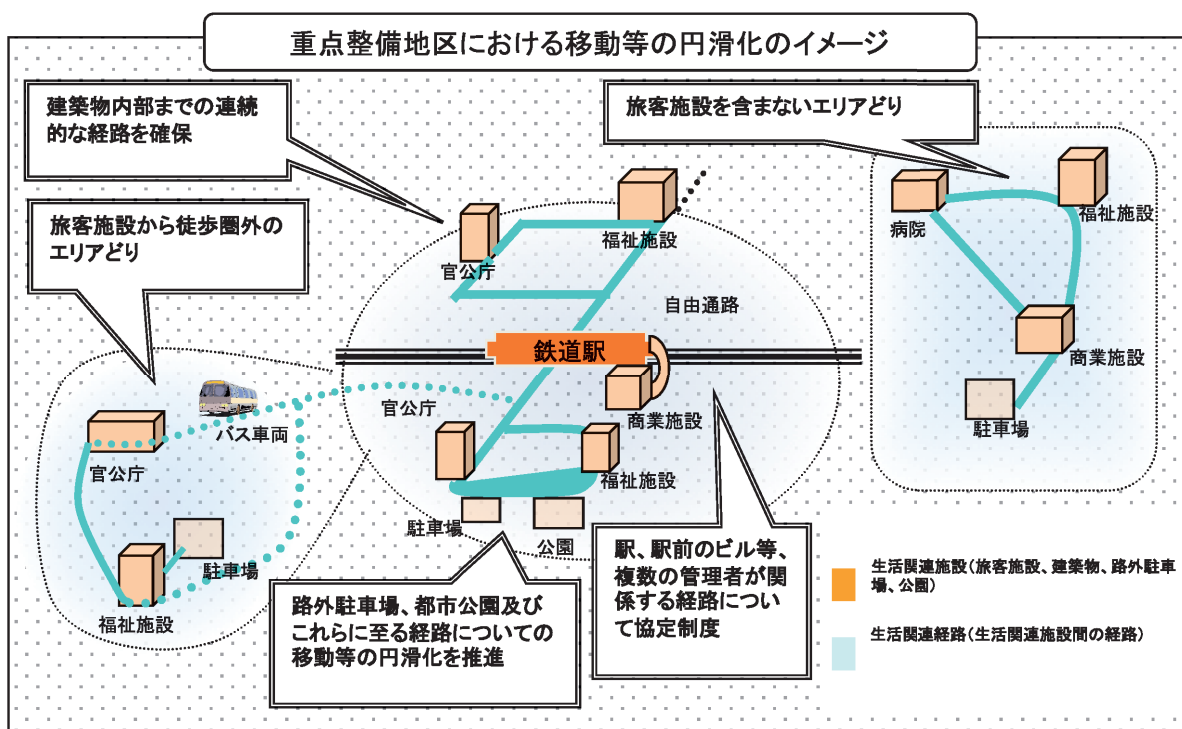 重点整備地区における移動等の円滑化のイメージ
建築物内部までの連続
的な経路を確保
旅客施設を含まないエリアどり
旅客施設から徒歩圏外の
エリアどり
官公庁
福祉施設
自由通路
鉄道駅
商業施設
官公庁
福祉施設
駐車場
公園
バス車両
官公庁
駐車場
福祉施設
病院
福祉施設
商業施設
駐車場
路外駐車場、都市公園及び
これらに至る経路についての
移動等の円滑化を推進
駅、駅前のビル等、
複数の管理者が関
係する経路につい
て協定制度
生活関連施設(旅客施設、建築物、路外駐車
場、公園)
生活関連経路(生活関連施設間の経路)